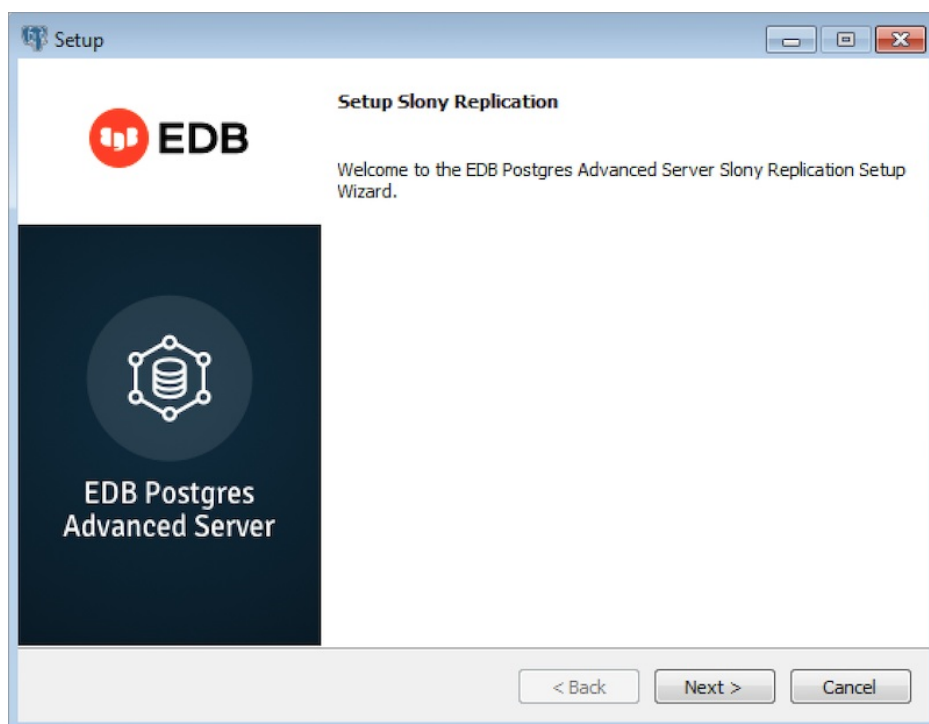 Setup
EDB
Setup Slony Replication
Welcome to the EDB Postgres Advanced Server Slony Replication Setup
Wizard.
EDB Postgres
Advanced Server
< Back
Next >
Cancel